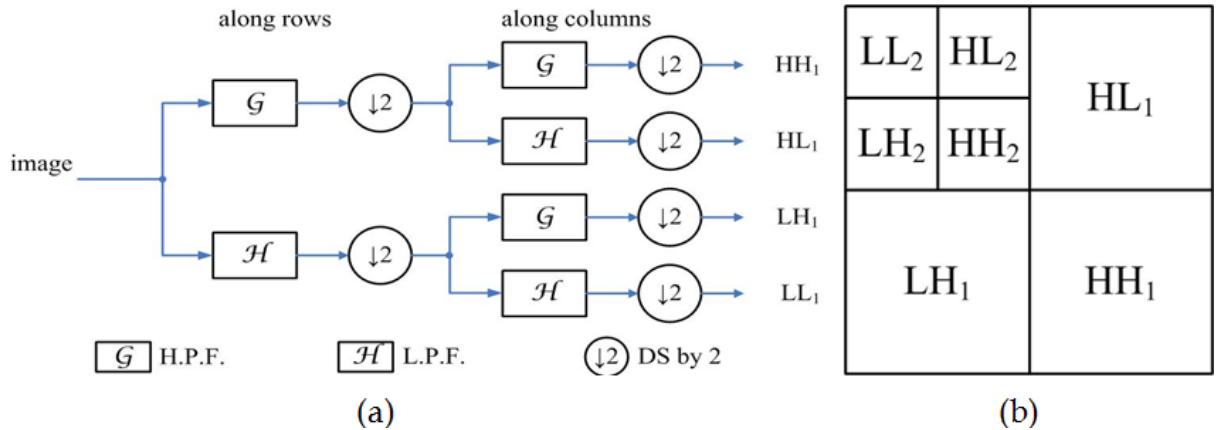 along rows
along columns
𝒢
↓2
HH₁
𝒢
↓2
ℋ
↓2
HL₁
image
𝒢
↓2
LH₁
ℋ
↓2
ℋ
↓2
LL₁
𝒢 H.P.F.
ℋ L.P.F.
↓2 DS by 2
(a)
LL₂ HL₂
HL₁
LH₂ HH₂
LH₁ HH₁
(b)